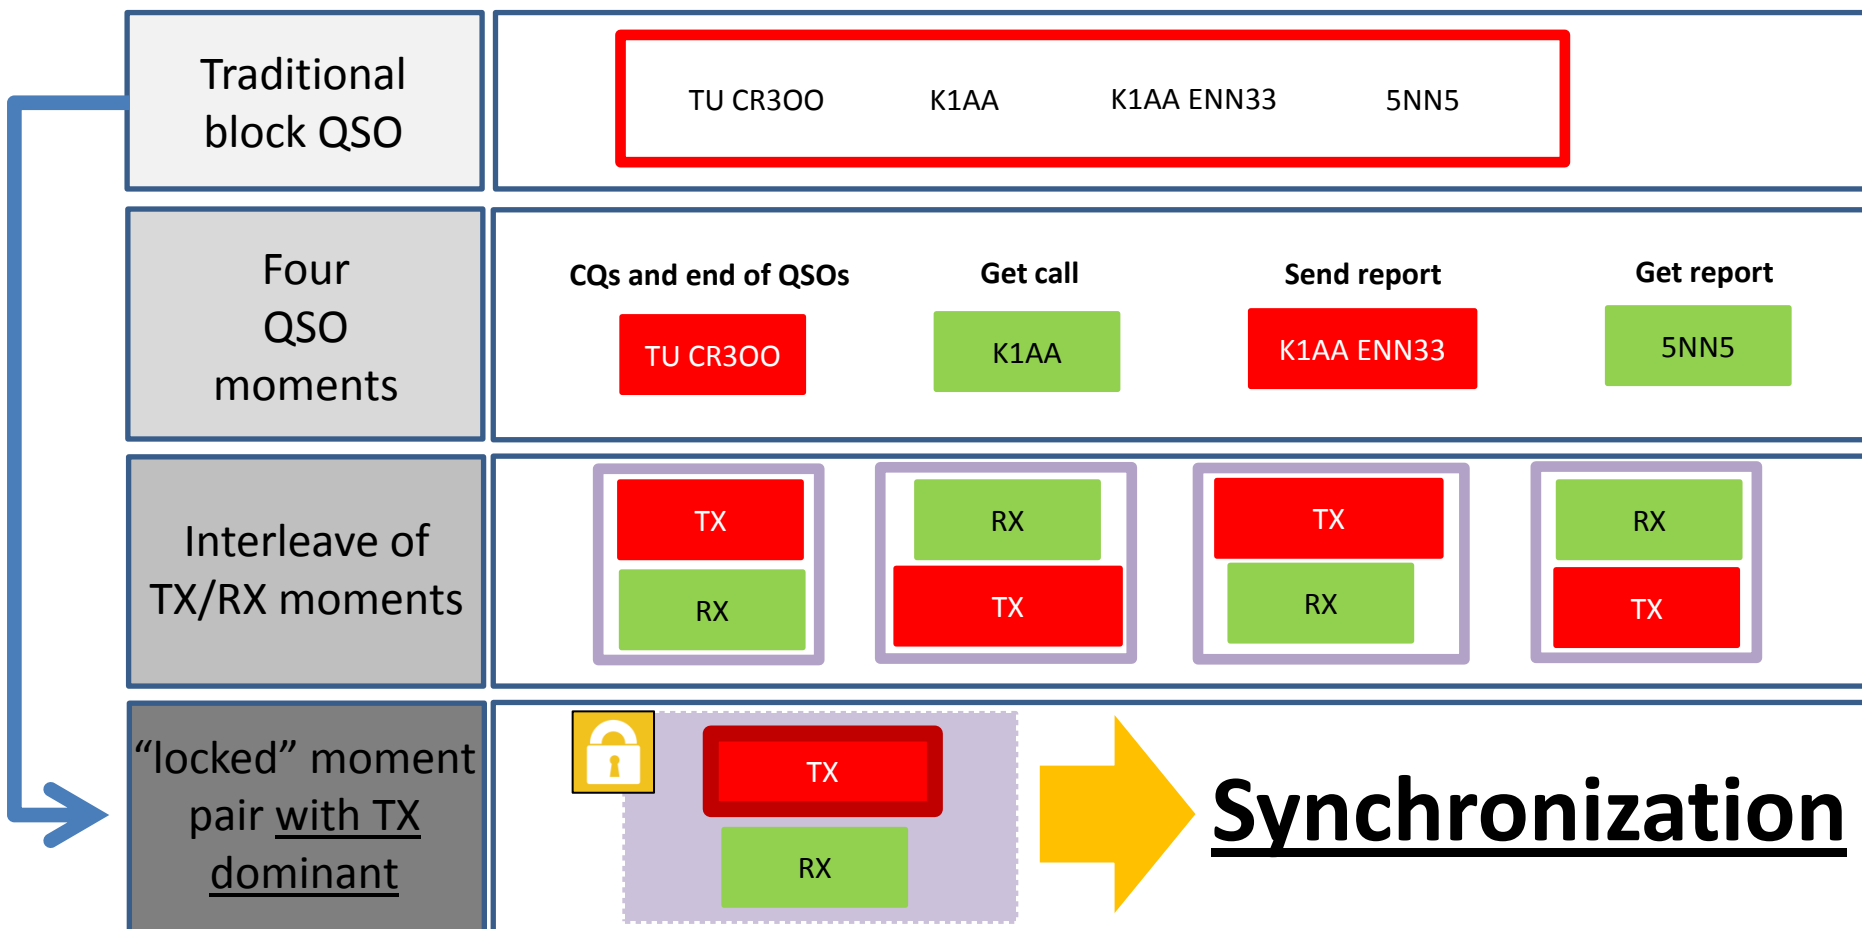 Traditional
block QSO
TU CR3OO
K1AA
K1AA ENN33
5NN5
Four
QSO
moments
CQs and end of QSOs
Get call
Send report
Get report
TU CR3OO
K1AA
K1AA ENN33
5NN5
Interleave of
TX/RX moments
TX
RX
TX
RX
RX
TX
RX
TX
“locked” moment
pair with TX
dominant
TX
RX
Synchronization